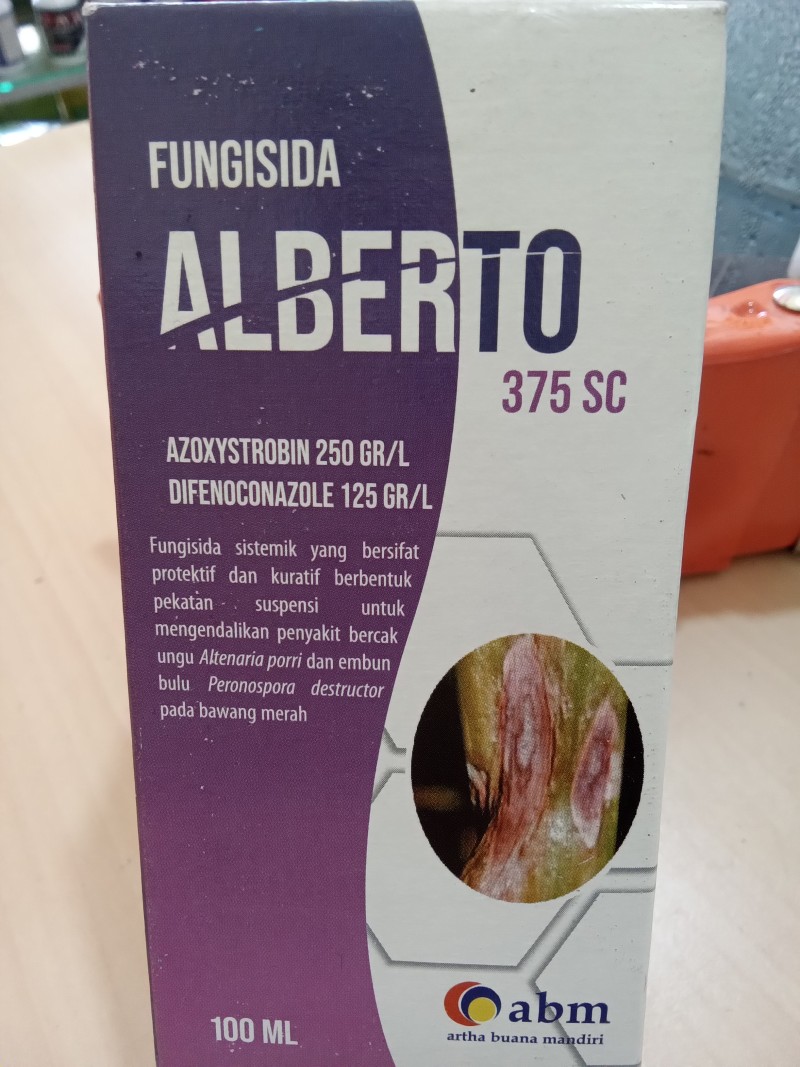 FUNGISIDA
ALBERTO
375 SC
AZOXYSTROBIN 250 GR/L
DIFENOCONAZOLE 125 GR/L
Fungisida sistemik yang bersifat
protektif dan kuratif berbentuk
pekatan suspensi untuk
mengendalikan penyakit bercak
ungu Altenaria porri dan embun
bulu Peronospora destructor
pada bawang merah
100 ML
abm
artha buana mandiri